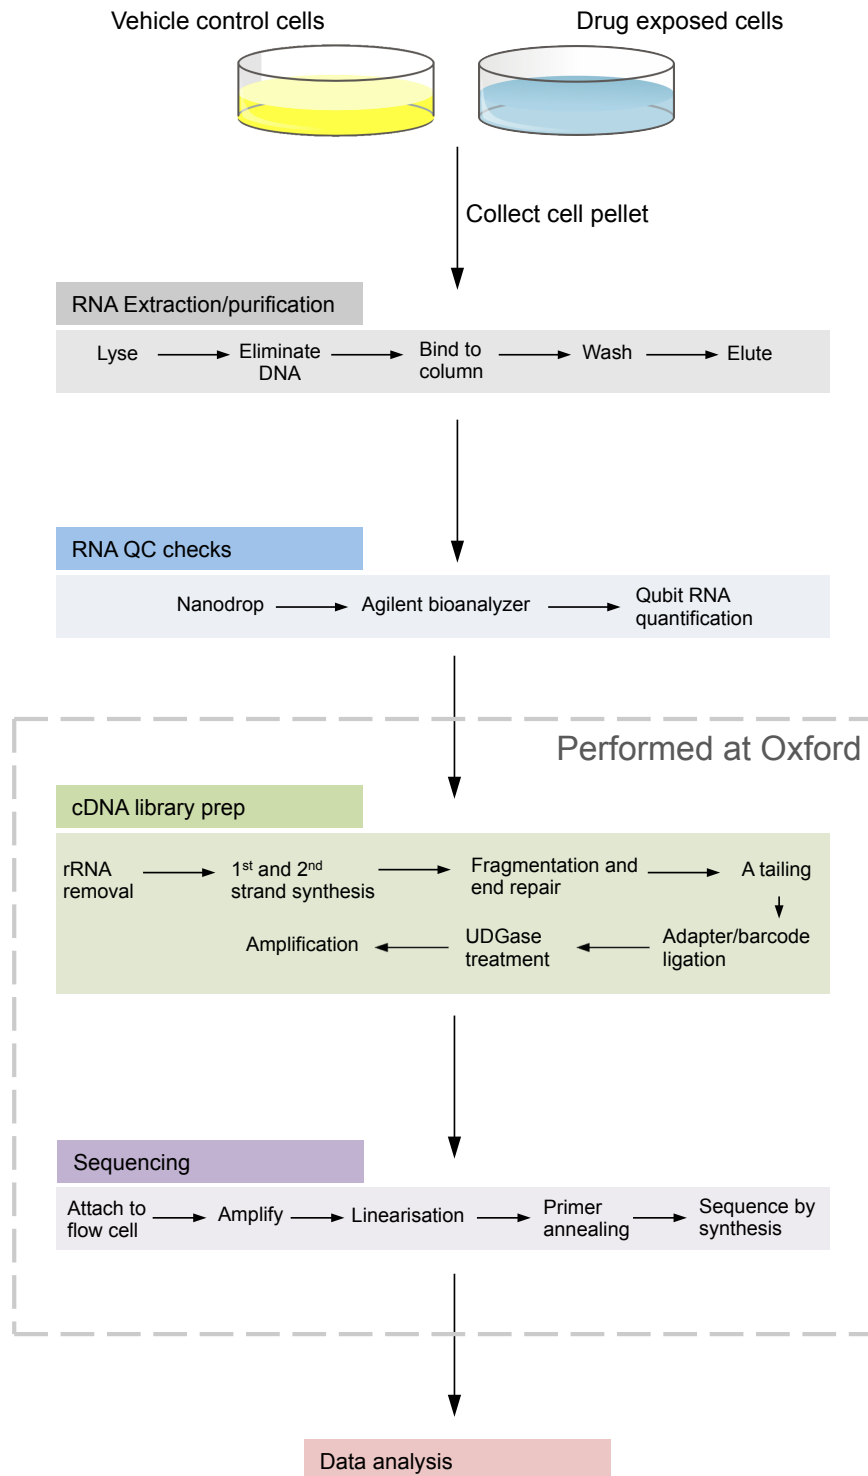 Vehicle control cells
Drug exposed cells
Collect cell pellet
RNA Extraction/purification
Lyse
Eliminate
DNA
Bind to
column
Wash
Elute
RNA QC checks
Nanodrop
Agilent bioanalyzer
Qubit RNA
quantification
Performed at Oxford
cDNA library prep
rRNA
removal
1st and 2nd
strand synthesis
Fragmentation and
end repair
A tailing
Adapter/barcode
ligation
UDGase
treatment
Amplification
Sequencing
Attach to
flow cell
Amplify
Linearisation
Primer
annealing
Sequence by
synthesis
Data analysis